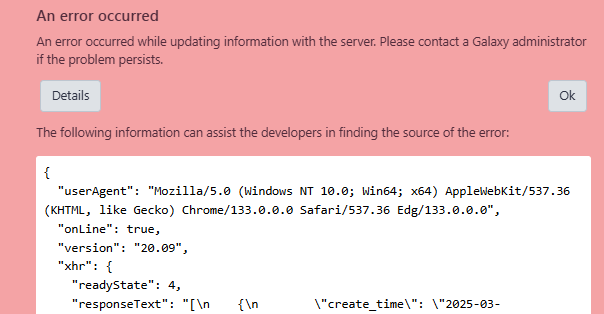 An error occurred
An error occurred while updating information with the server. Please contact a Galaxy administrator
if the problem persists.
Details
Ok
The following information can assist the developers in finding the source of the error:
{
  "userAgent": "Mozilla/5.0 (Windows NT 10.0; Win64; x64) AppleWebKit/537.36
(KHTML, like Gecko) Chrome/133.0.0.0 Safari/537.36 Edg/133.0.0.0",
  "onLine": true,
  "version": "20.09",
  "xhr": {
    "readyState": 4,
    "responseText": "[\n    {\n        \"create_time\": \"2025-03-